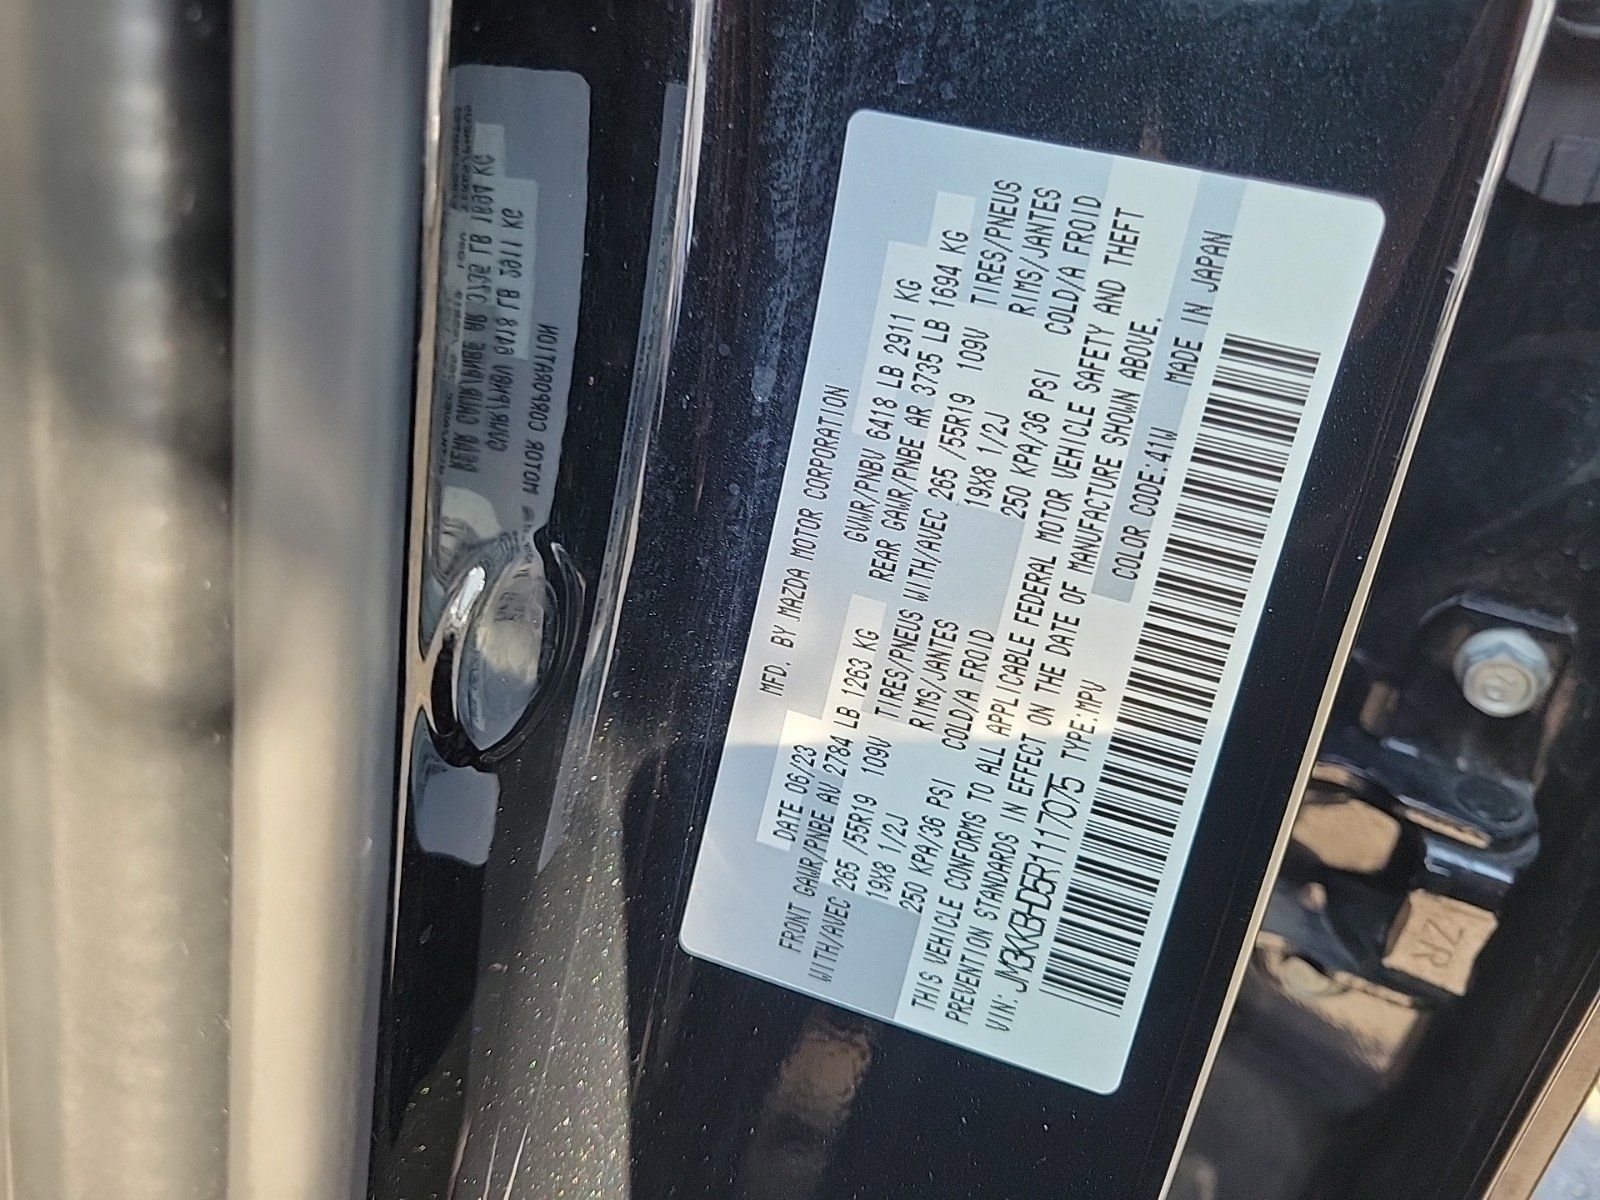 MFD. BY MAZDA MOTOR CORPORATION
DATE 06/23 GVWR/PNBV 6418 LB 2911 KG
FRONT GAWR/PNBE AV 2784 LB 1263 KG REAR GAWR/PNBE AR 3735 LB 1694 KG
WITH/AVEC 265 /55R19 109V TIRES/PNEUS WITH/AVEC 265 /55R19 109V TIRES/PNEUS
19X8 1/2J RIMS/JANTES 19X8 1/2J RIMS/JANTES
250 KPA/36 PSI COLD/A FROID 250 KPA/36 PSI COLD/A FROID
THIS VEHICLE CONFORMS TO ALL APPLICABLE FEDERAL MOTOR VEHICLE SAFETY AND THEFT
PREVENTION STANDARDS IN EFFECT ON THE DATE OF MANUFACTURE SHOWN ABOVE.
VIN: JM3KKBHD5R1117075 TYPE:MPV COLOR CODE:41W MADE IN JAPAN
7ZR